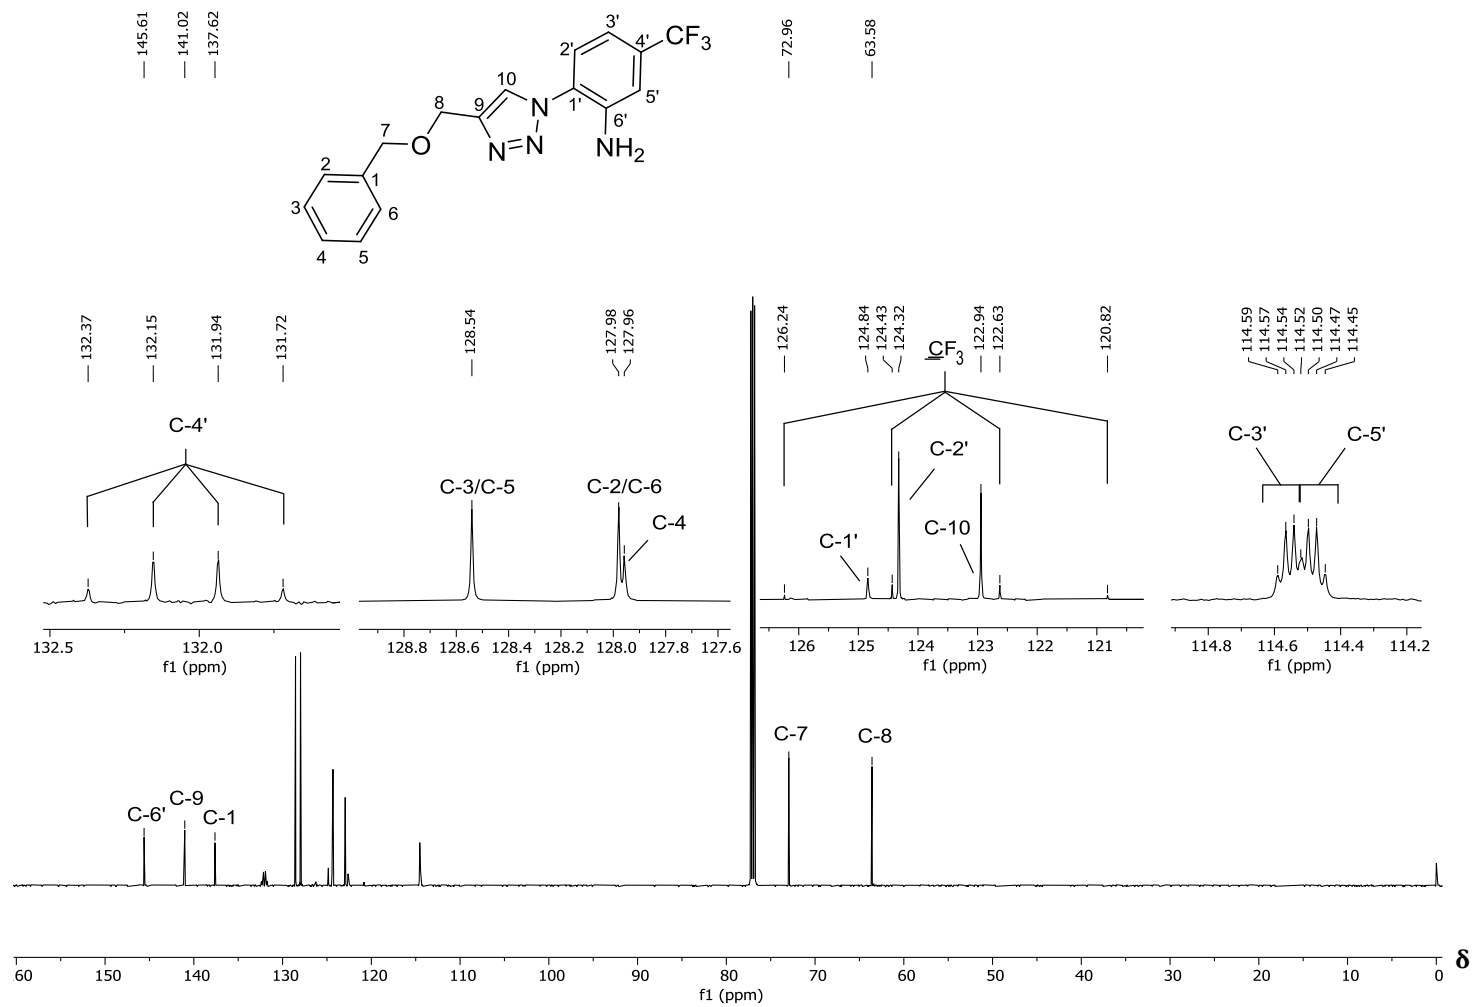 145.61
141.02
137.62
72.96
63.58
3'
CF3
2'
4'
10
N
1'
5'
8
9
6'
7
O
N
N
NH2
2
1
3
6
4
5
132.37
132.15
131.94
131.72
128.54
127.98
127.96
126.24
124.84
124.43
124.32
122.94
122.63
120.82
114.59
114.57
114.54
114.52
114.50
114.47
114.45
CF3
C-4'
C-3/C-5
C-2/C-6
C-4
C-1'
C-2'
C-10
C-3'
C-5'
132.5 132.0
f1 (ppm)
128.8 128.6 128.4 128.2 128.0 127.8 127.6
f1 (ppm)
126 125 124 123 122 121
f1 (ppm)
114.8 114.6 114.4 114.2
f1 (ppm)
C-7
C-8
C-6'
C-9
C-1
60 150 140 130 120 110 100 90 80 70 60 50 40 30 20 10 0
f1 (ppm)
δ